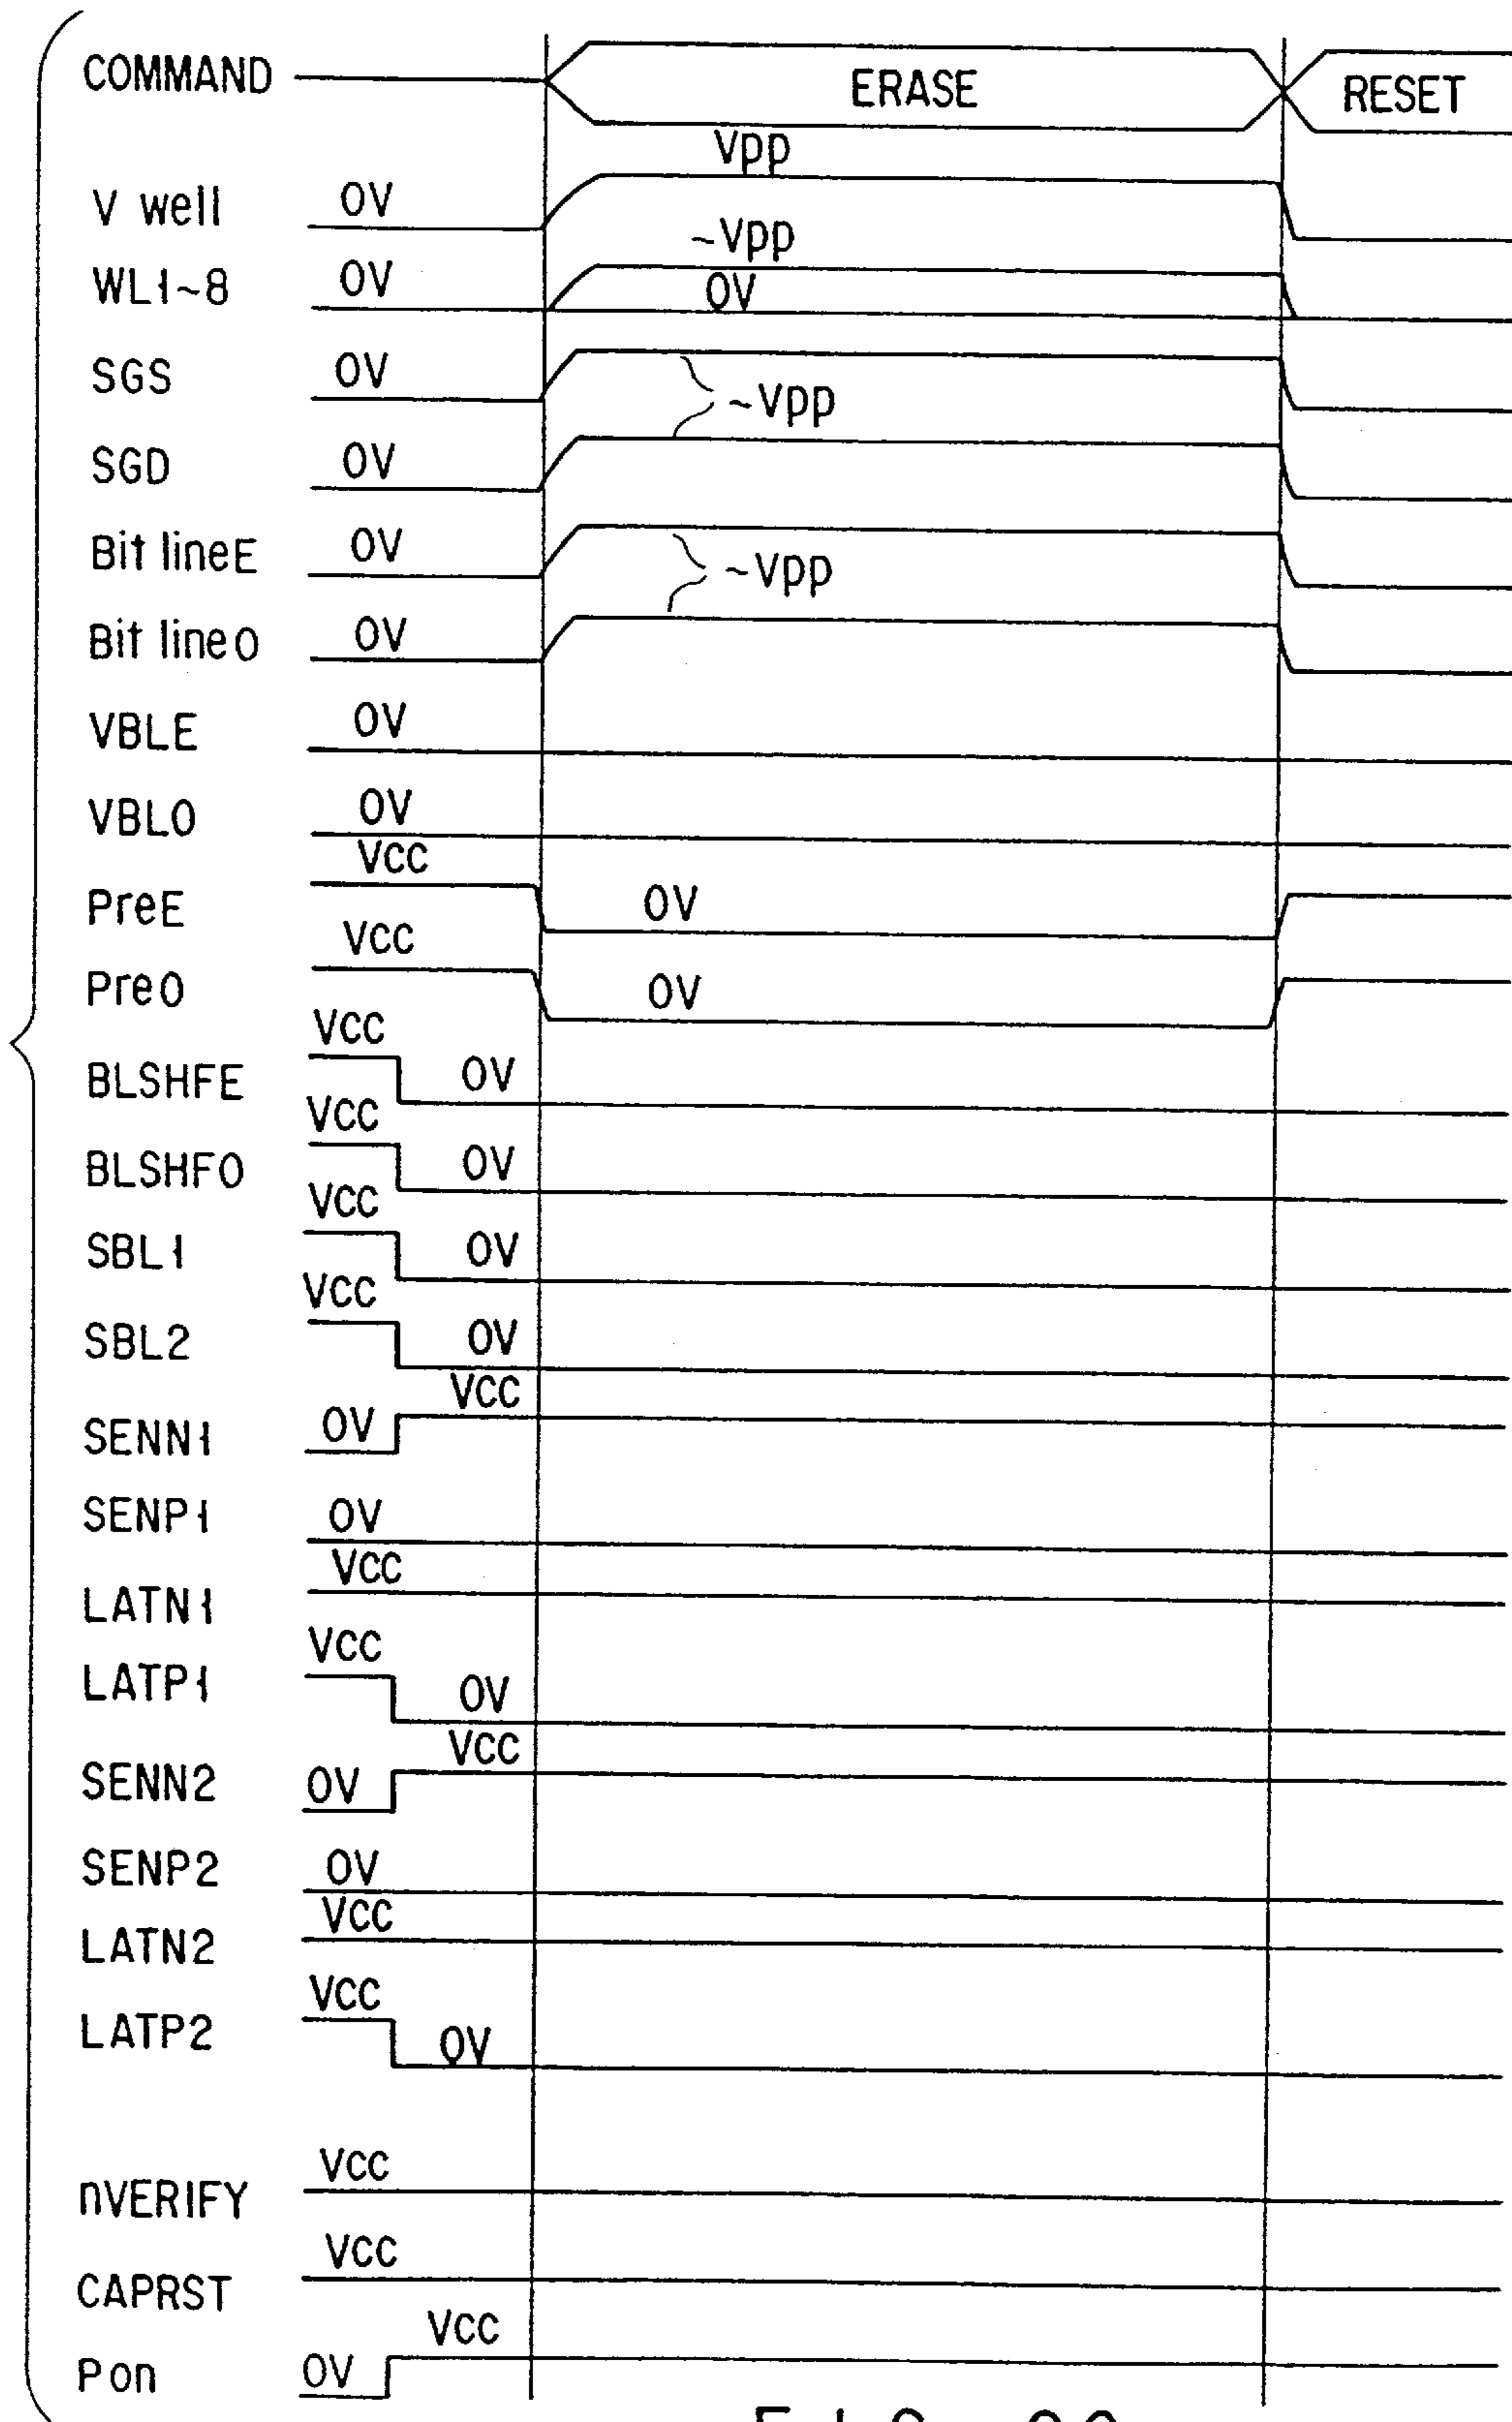 COMMAND ERASE RESET
Vpp
V well 0V
~Vpp
WL1~8 0V 0V
SGS 0V
~Vpp
SGD 0V
Bit lineE 0V
~Vpp
Bit lineO 0V
VBLE 0V
VBLO 0V
Vcc
PreE 0V
Vcc
PreO 0V
Vcc
BLSHFE 0V
Vcc
BLSHFO 0V
Vcc
SBL1 0V
Vcc
SBL2 0V
Vcc
SENN1 0V
SENP1 0V
Vcc
LATN1
Vcc
LATP1 0V
Vcc
SENN2 0V
SENP2 0V
Vcc
LATN2
Vcc
LATP2 0V
Vcc
nVERIFY
Vcc
CAPRST
Vcc
Pon 0V